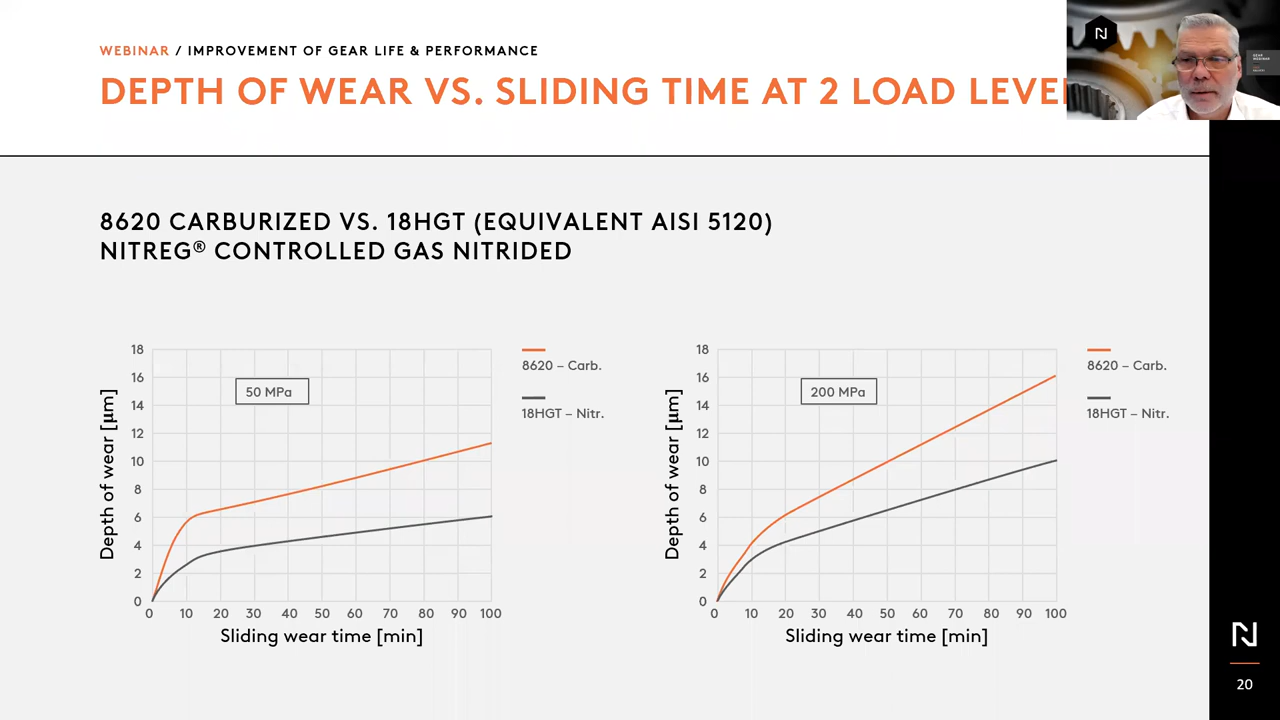 WEBINAR / IMPROVEMENT OF GEAR LIFE & PERFORMANCE
DEPTH OF WEAR VS. SLIDING TIME AT 2 LOAD LEVE
8620 CARBURIZED VS. 18HGT (EQUIVALENT AISI 5120)
NITREG® CONTROLLED GAS NITRIDED
Depth of wear [μm]
18
16
14
12
10
8
6
4
2
0
50 MPa
0 10 20 30 40 50 60 70 80 90 100
Sliding wear time [min]
8620 – Carb.
18HGT – Nitr.
Depth of wear [μm]
18
16
14
12
10
8
6
4
2
0
200 MPa
0 10 20 30 40 50 60 70 80 90 100
Sliding wear time [min]
8620 – Carb.
18HGT – Nitr.
N
20